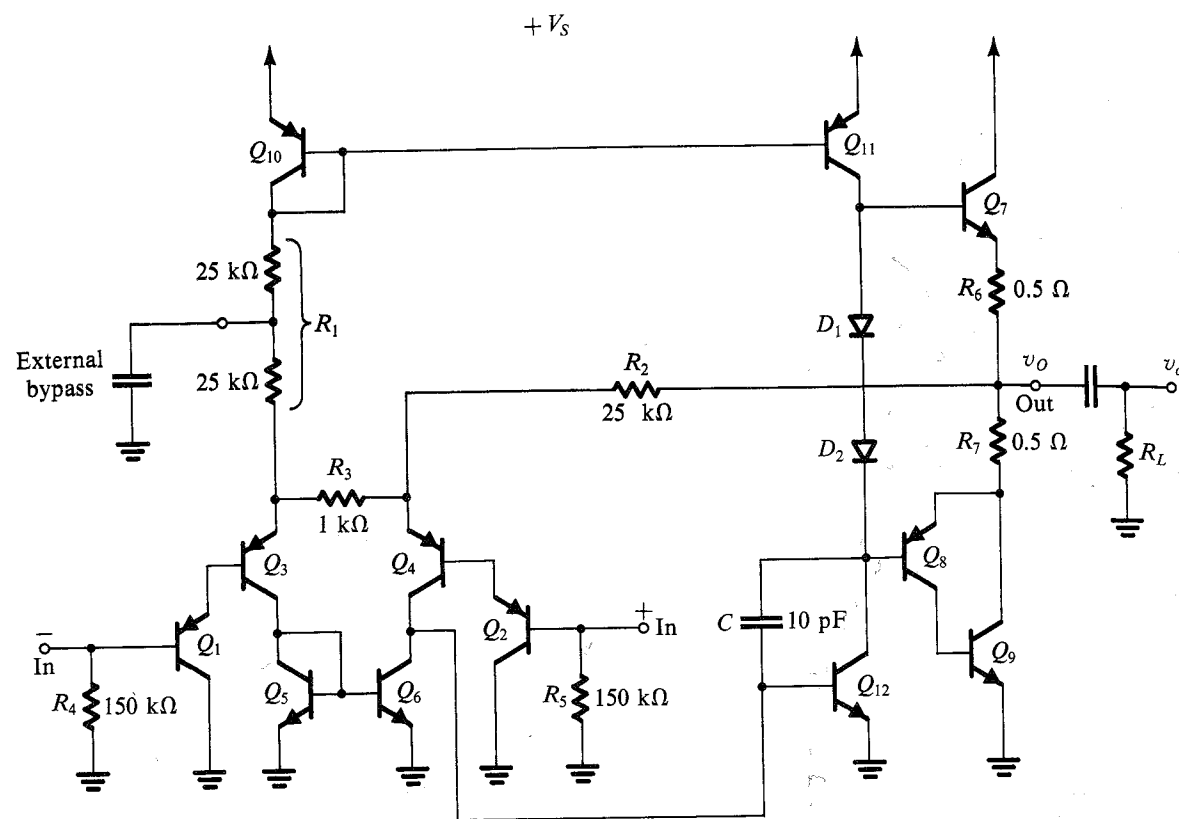 + V_S
Q_10
Q_11
Q_7
25 kΩ
R_1
25 kΩ
External
bypass
R_6 0.5 Ω
D_1
R_2
25 kΩ
v_O
Out
D_2
R_7 0.5 Ω
R_L
R_3
1 kΩ
Q_3
Q_4
Q_8
− In
Q_1
Q_2
+ In
C 10 pF
Q_9
R_4 150 kΩ
Q_5
Q_6
R_5 150 kΩ
Q_12